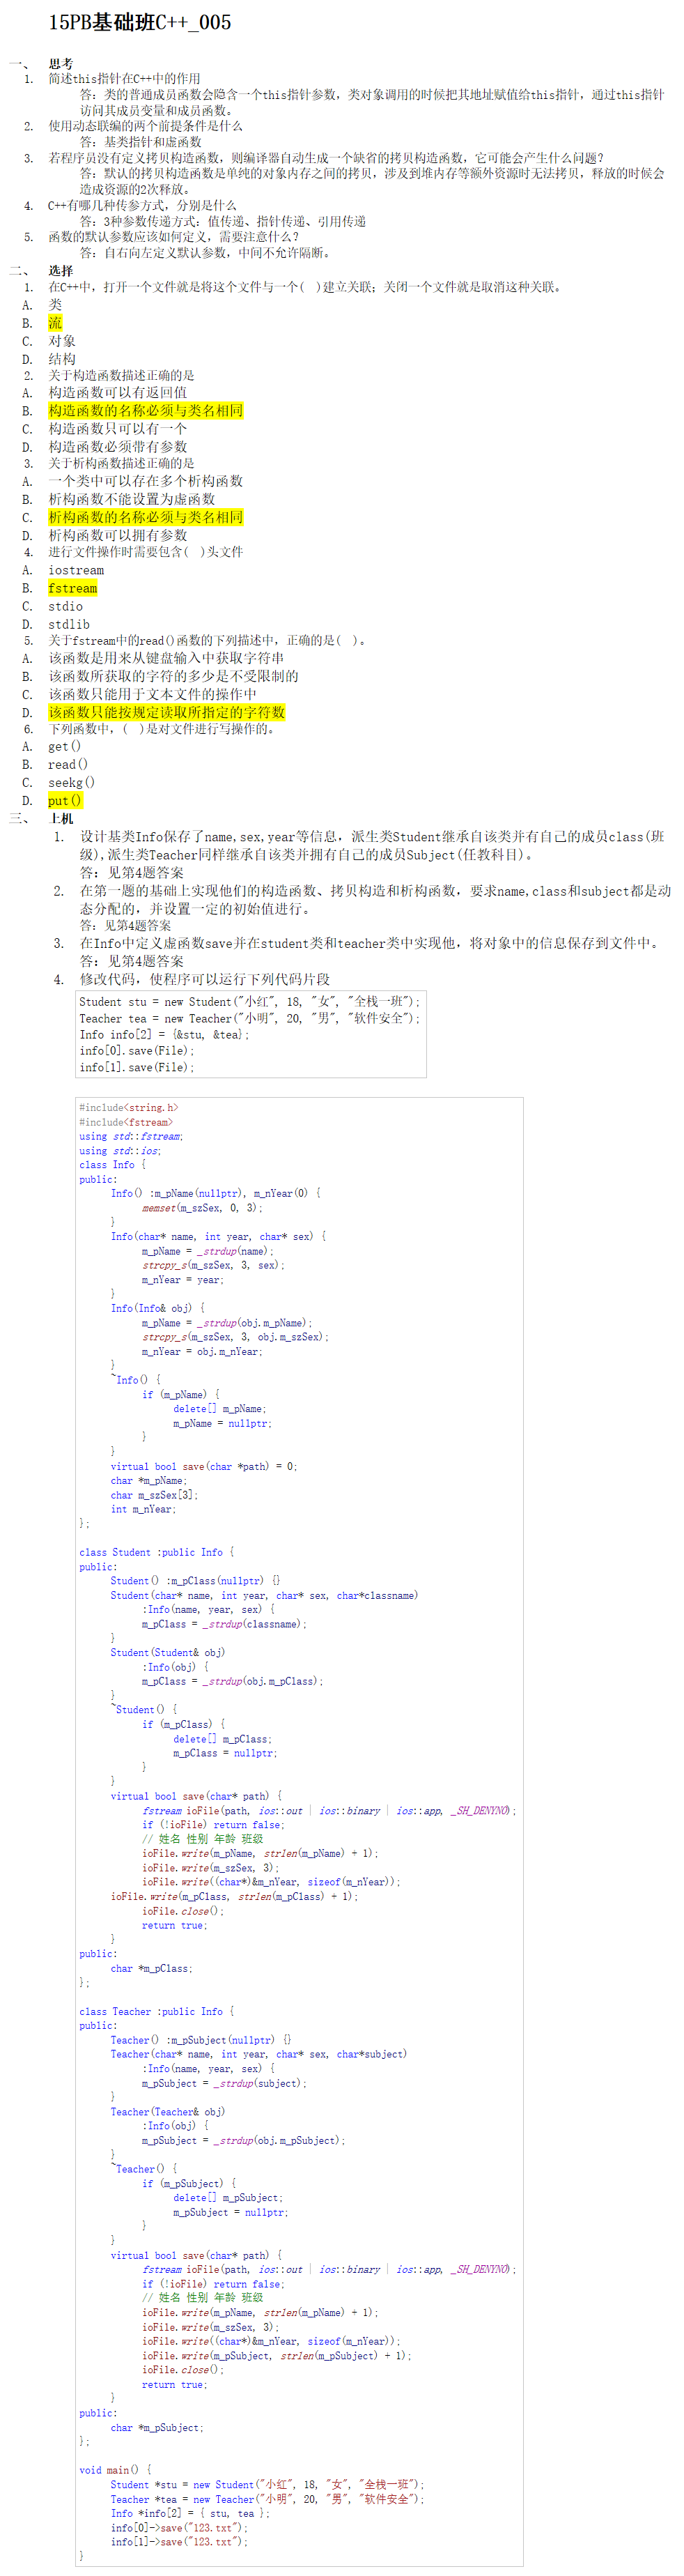 15PB基础班C++_005
一、 思考
1. 简述this指针在C++中的作用
答：类的普通成员函数会隐含一个this指针参数，类对象调用的时候把其地址赋值给this指针，通过this指针
访问其成员变量和成员函数。
2. 使用动态联编的两个前提条件是什么
答：基类指针和虚函数
3. 若程序员没有定义拷贝构造函数，则编译器自动生成一个缺省的拷贝构造函数，它可能会产生什么问题？
答：默认的拷贝构造函数是单纯的对象内存之间的拷贝，涉及到堆内存等额外资源时无法拷贝，释放的时候会
造成资源的2次释放。
4. C++有哪几种传参方式，分别是什么
答：3种参数传递方式：值传递、指针传递、引用传递
5. 函数的默认参数应该如何定义，需要注意什么？
答：自右向左定义默认参数，中间不允许隔断。
二、 选择
1. 在C++中，打开一个文件就是将这个文件与一个( )建立关联；关闭一个文件就是取消这种关联。
A. 类
B. 流
C. 对象
D. 结构
2. 关于构造函数描述正确的是
A. 构造函数可以有返回值
B. 构造函数的名称必须与类名相同
C. 构造函数只可以有一个
D. 构造函数必须带有参数
3. 关于析构函数描述正确的是
A. 一个类中可以存在多个析构函数
B. 析构函数不能设置为虚函数
C. 析构函数的名称必须与类名相同
D. 析构函数可以拥有参数
4. 进行文件操作时需要包含( )头文件
A. iostream
B. fstream
C. stdio
D. stdlib
5. 关于fstream中的read()函数的下列描述中，正确的是( )。
A. 该函数是用来从键盘输入中获取字符串
B. 该函数所获取的字符的多少是不受限制的
C. 该函数只能用于文本文件的操作中
D. 该函数只能按规定读取所指定的字符数
6. 下列函数中，( )是对文件进行写操作的。
A. get()
B. read()
C. seekg()
D. put()
三、 上机
1. 设计基类Info保存了name,sex,year等信息，派生类Student继承自该类并有自己的成员class(班
级),派生类Teacher同样继承自该类并拥有自己的成员Subject(任教科目)。
答：见第4题答案
2. 在第一题的基础上实现他们的构造函数、拷贝构造和析构函数，要求name,class和subject都是动
态分配的，并设置一定的初始值进行。
答：见第4题答案
3. 在Info中定义虚函数save并在student类和teacher类中实现他，将对象中的信息保存到文件中。
答：见第4题答案
4. 修改代码，使程序可以运行下列代码片段
Student stu = new Student("小红", 18, "女", "全栈一班");
Teacher tea = new Teacher("小明", 20, "男", "软件安全");
Info info[2] = {&stu, &tea};
info[0].save(File);
info[1].save(File);
#include<string.h>
#include<fstream>
using std::fstream;
using std::ios;
class Info {
public:
Info() :m_pName(nullptr), m_nYear(0) {
memset(m_szSex, 0, 3);
}
Info(char* name, int year, char* sex) {
m_pName = _strdup(name);
strcpy_s(m_szSex, 3, sex);
m_nYear = year;
}
Info(Info& obj) {
m_pName = _strdup(obj.m_pName);
strcpy_s(m_szSex, 3, obj.m_szSex);
m_nYear = obj.m_nYear;
}
~Info() {
if (m_pName) {
delete[] m_pName;
m_pName = nullptr;
}
}
virtual bool save(char *path) = 0;
char *m_pName;
char m_szSex[3];
int m_nYear;
};
class Student :public Info {
public:
Student() :m_pClass(nullptr) {}
Student(char* name, int year, char* sex, char*classname)
:Info(name, year, sex) {
m_pClass = _strdup(classname);
}
Student(Student& obj)
:Info(obj) {
m_pClass = _strdup(obj.m_pClass);
}
~Student() {
if (m_pClass) {
delete[] m_pClass;
m_pClass = nullptr;
}
}
virtual bool save(char* path) {
fstream ioFile(path, ios::out | ios::binary | ios::app, _SH_DENYNO);
if (!ioFile) return false;
// 姓名 性别 年龄 班级
ioFile.write(m_pName, strlen(m_pName) + 1);
ioFile.write(m_szSex, 3);
ioFile.write((char*)&m_nYear, sizeof(m_nYear));
ioFile.write(m_pClass, strlen(m_pClass) + 1);
ioFile.close();
return true;
}
public:
char *m_pClass;
};
class Teacher :public Info {
public:
Teacher() :m_pSubject(nullptr) {}
Teacher(char* name, int year, char* sex, char*subject)
:Info(name, year, sex) {
m_pSubject = _strdup(subject);
}
Teacher(Teacher& obj)
:Info(obj) {
m_pSubject = _strdup(obj.m_pSubject);
}
~Teacher() {
if (m_pSubject) {
delete[] m_pSubject;
m_pSubject = nullptr;
}
}
virtual bool save(char* path) {
fstream ioFile(path, ios::out | ios::binary | ios::app, _SH_DENYNO);
if (!ioFile) return false;
// 姓名 性别 年龄 班级
ioFile.write(m_pName, strlen(m_pName) + 1);
ioFile.write(m_szSex, 3);
ioFile.write((char*)&m_nYear, sizeof(m_nYear));
ioFile.write(m_pSubject, strlen(m_pSubject) + 1);
ioFile.close();
return true;
}
public:
char *m_pSubject;
};
void main() {
Student *stu = new Student("小红", 18, "女", "全栈一班");
Teacher *tea = new Teacher("小明", 20, "男", "软件安全");
Info *info[2] = { stu, tea };
info[0]->save("123.txt");
info[1]->save("123.txt");
}